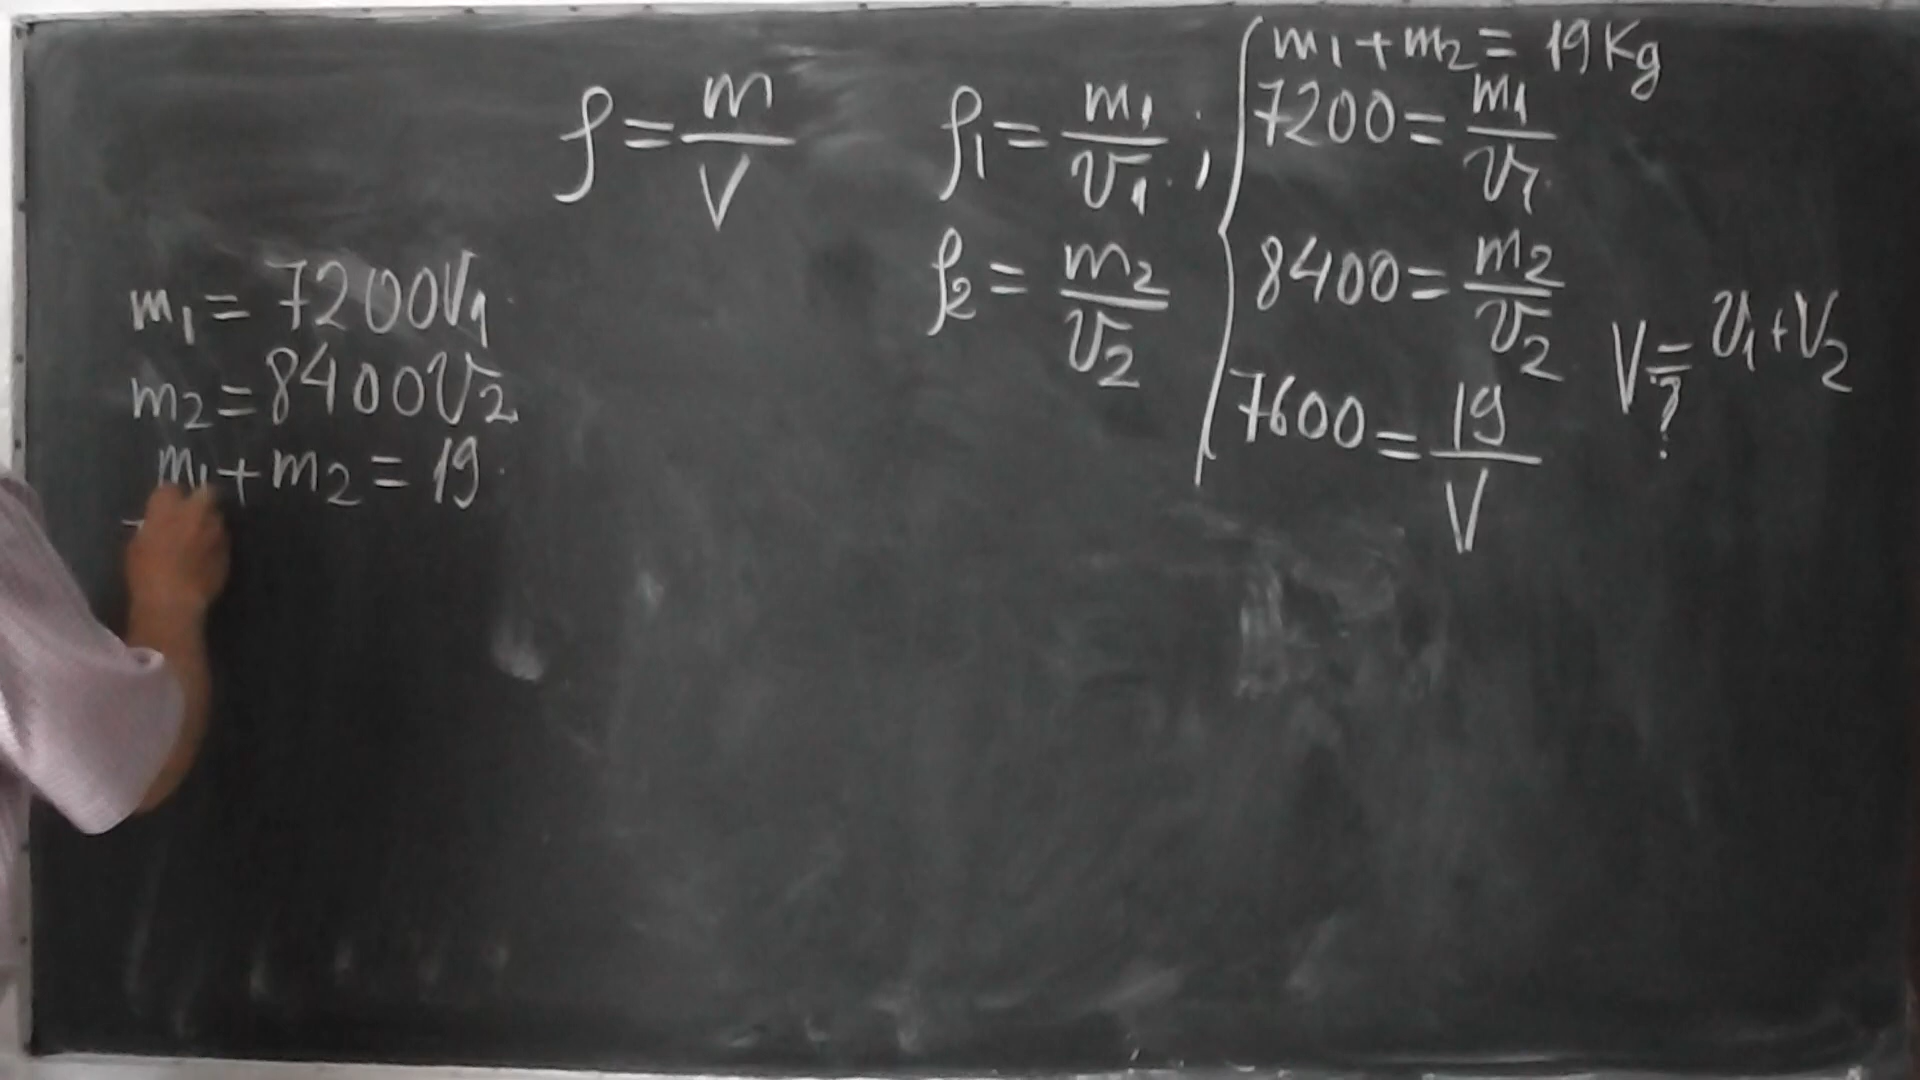 ρ = m/V
ρ1 = m1/V1 ;
ρ2 = m2/V2
m1 + m2 = 19 Kg
7200 = m1/V1
8400 = m2/V2
7600 = 19/V
V = V1 + V2
?
m1 = 7200V1
m2 = 8400V2
m1 + m2 = 19